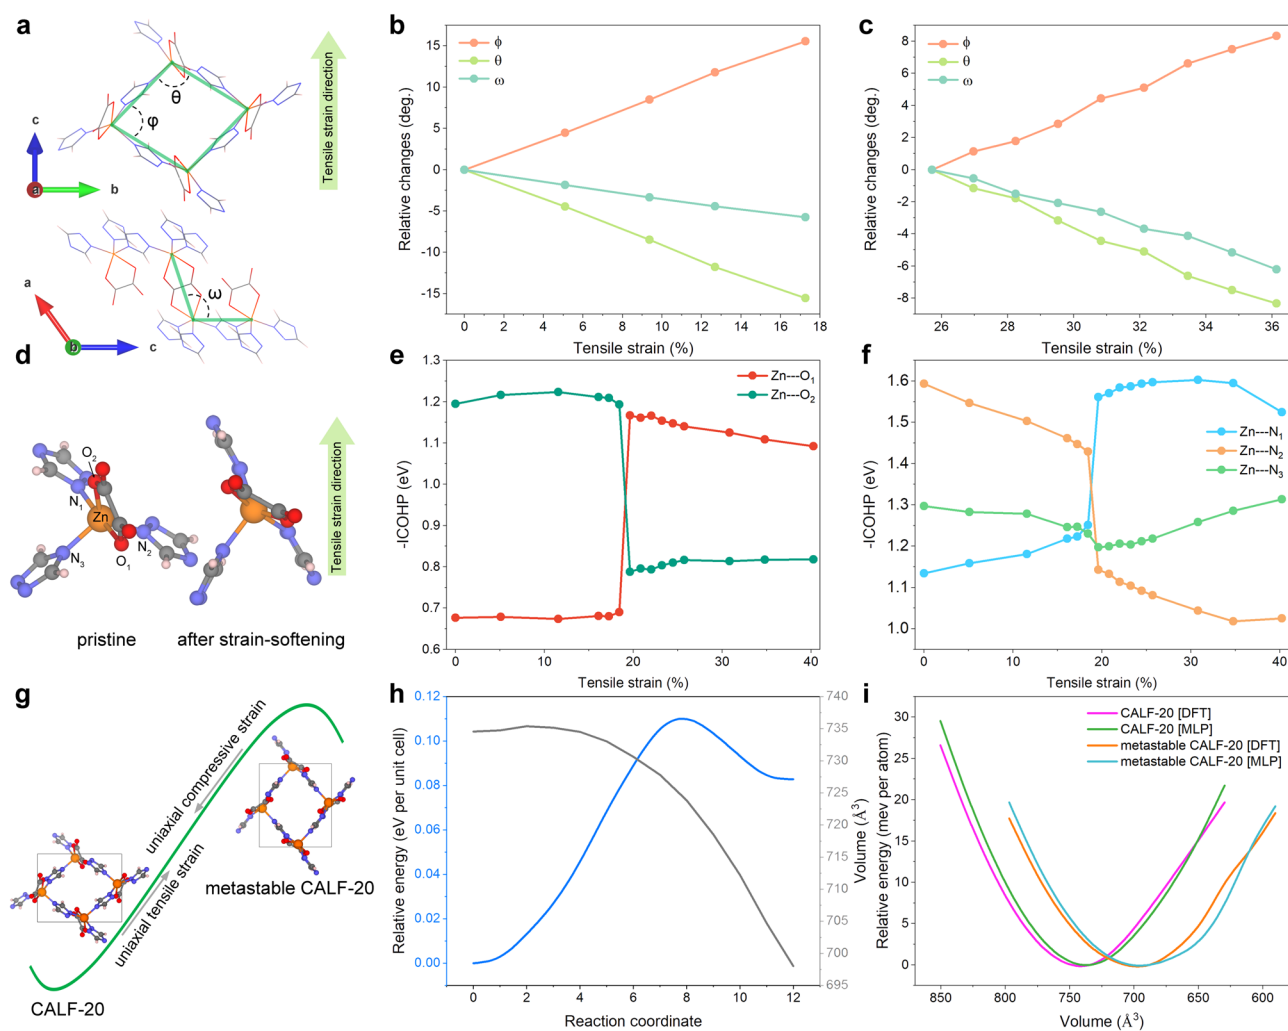 a
c
a
b
θ
φ
Tensile strain direction
a
b
c
ω
b
ϕ
θ
ω
Relative changes (deg.)
15
10
5
0
-5
-10
-15
0 2 4 6 8 10 12 14 16 18
Tensile strain (%)
c
ϕ
θ
ω
Relative changes (deg.)
8
6
4
2
0
-2
-4
-6
-8
26 28 30 32 34 36
Tensile strain (%)
d
O2
N1
Zn
N2
N3
O1
Tensile strain direction
pristine
after strain-softening
e
Zn---O1
Zn---O2
-ICOHP (eV)
1.3
1.2
1.1
1.0
0.9
0.8
0.7
0.6
0 10 20 30 40
Tensile strain (%)
f
Zn---N1
Zn---N2
Zn---N3
-ICOHP (eV)
1.6
1.5
1.4
1.3
1.2
1.1
1.0
0 10 20 30 40
Tensile strain (%)
g
uniaxial compressive strain
uniaxial tensile strain
metastable CALF-20
CALF-20
h
Relative energy (eV per unit cell)
0.12
0.10
0.08
0.06
0.04
0.02
0.00
740
735
730
725
720
715
710
705
700
695
Volume (Å3)
0 2 4 6 8 10 12
Reaction coordinate
i
CALF-20 [DFT]
CALF-20 [MLP]
metastable CALF-20 [DFT]
metastable CALF-20 [MLP]
Relative energy (mev per atom)
30
25
20
15
10
5
0
850 800 750 700 650 600
Volume (Å3)